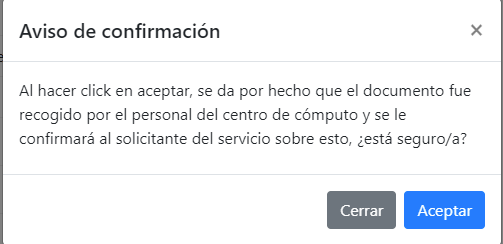 Aviso de confirmación ×
Al hacer click en aceptar, se da por hecho que el documento fue
recogido por el personal del centro de cómputo y se le
confirmará al solicitante del servicio sobre esto, ¿está seguro/a?
Cerrar Aceptar